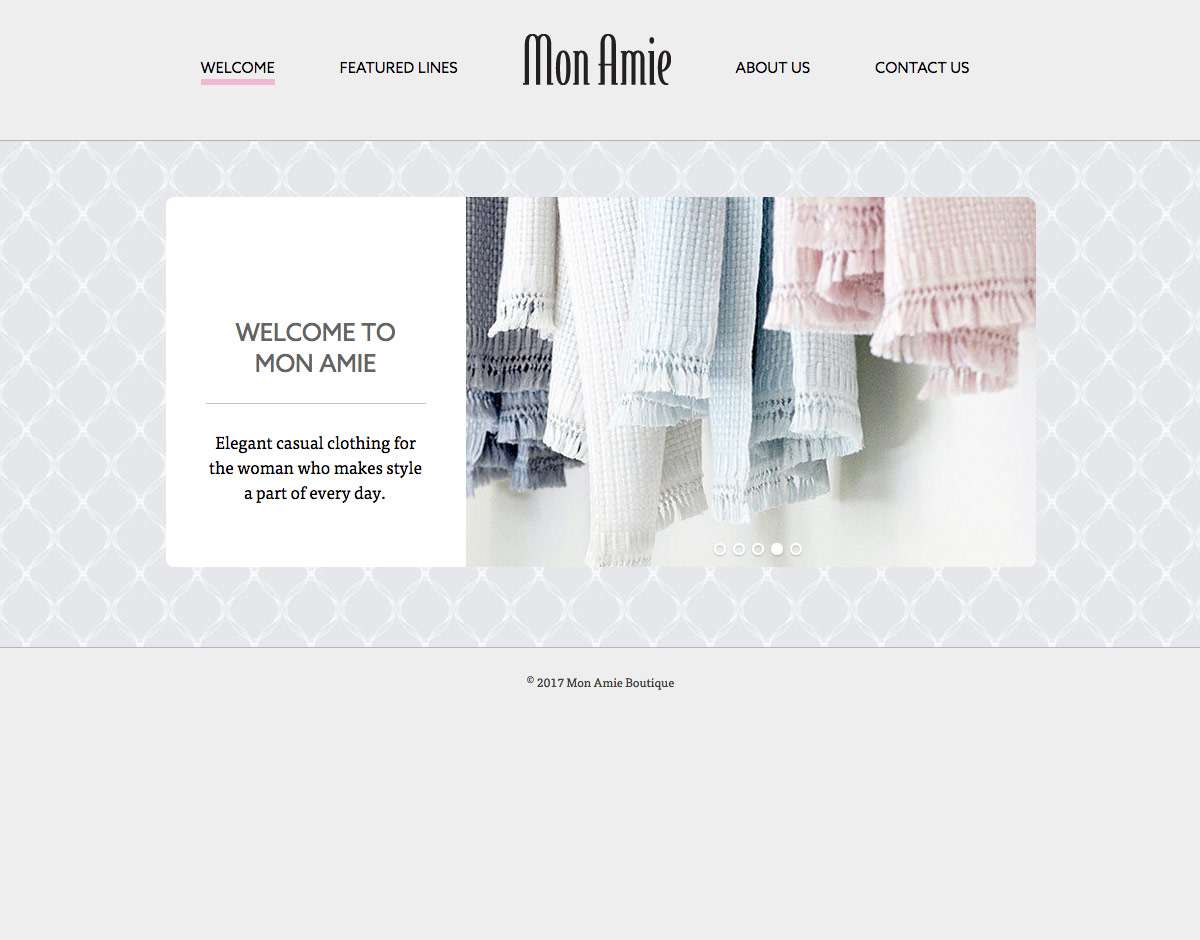 WELCOME FEATURED LINES Mon Amie ABOUT US CONTACT US
WELCOME TO
MON AMIE
Elegant casual clothing for
the woman who makes style
a part of every day.
© 2017 Mon Amie Boutique